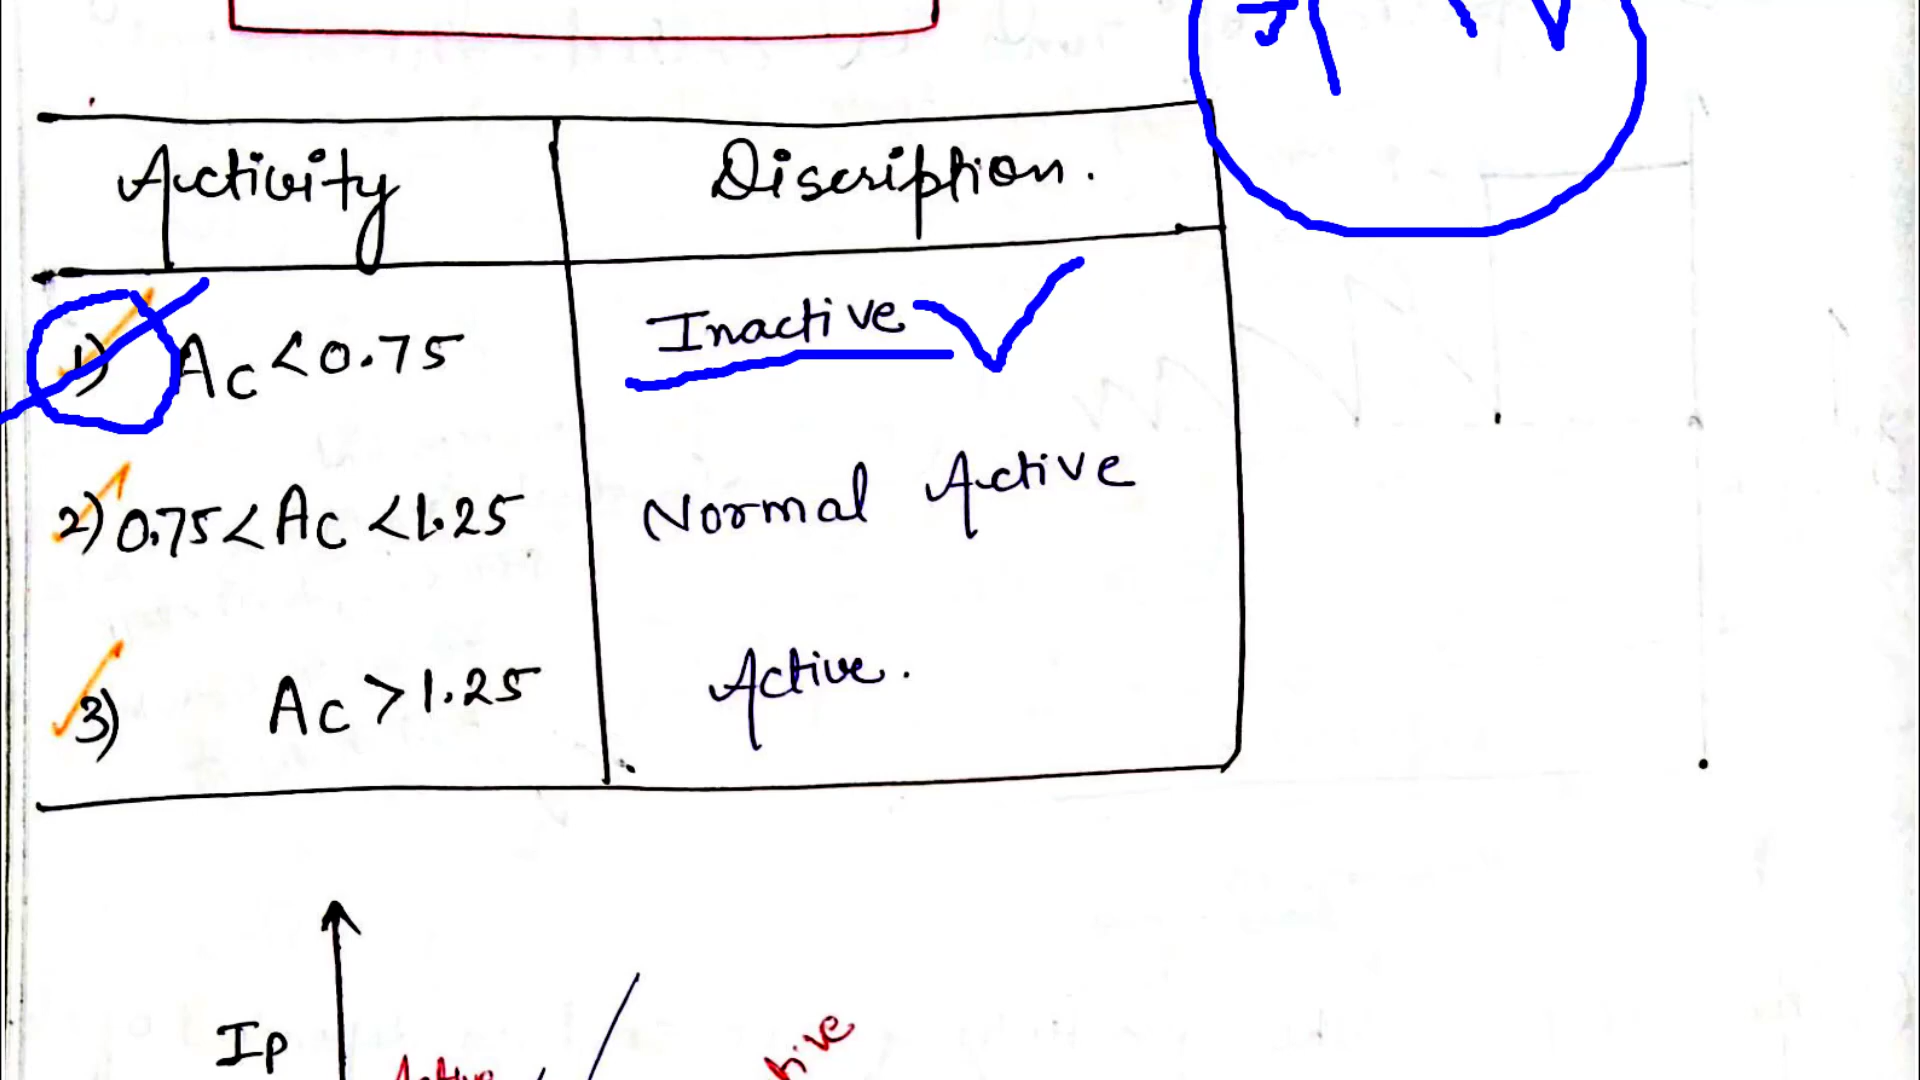 Activity Discription.
1) Ac < 0.75 Inactive
2) 0.75 < Ac < 1.25 Normal Active
3) Ac > 1.25 Active.
Ip
Active